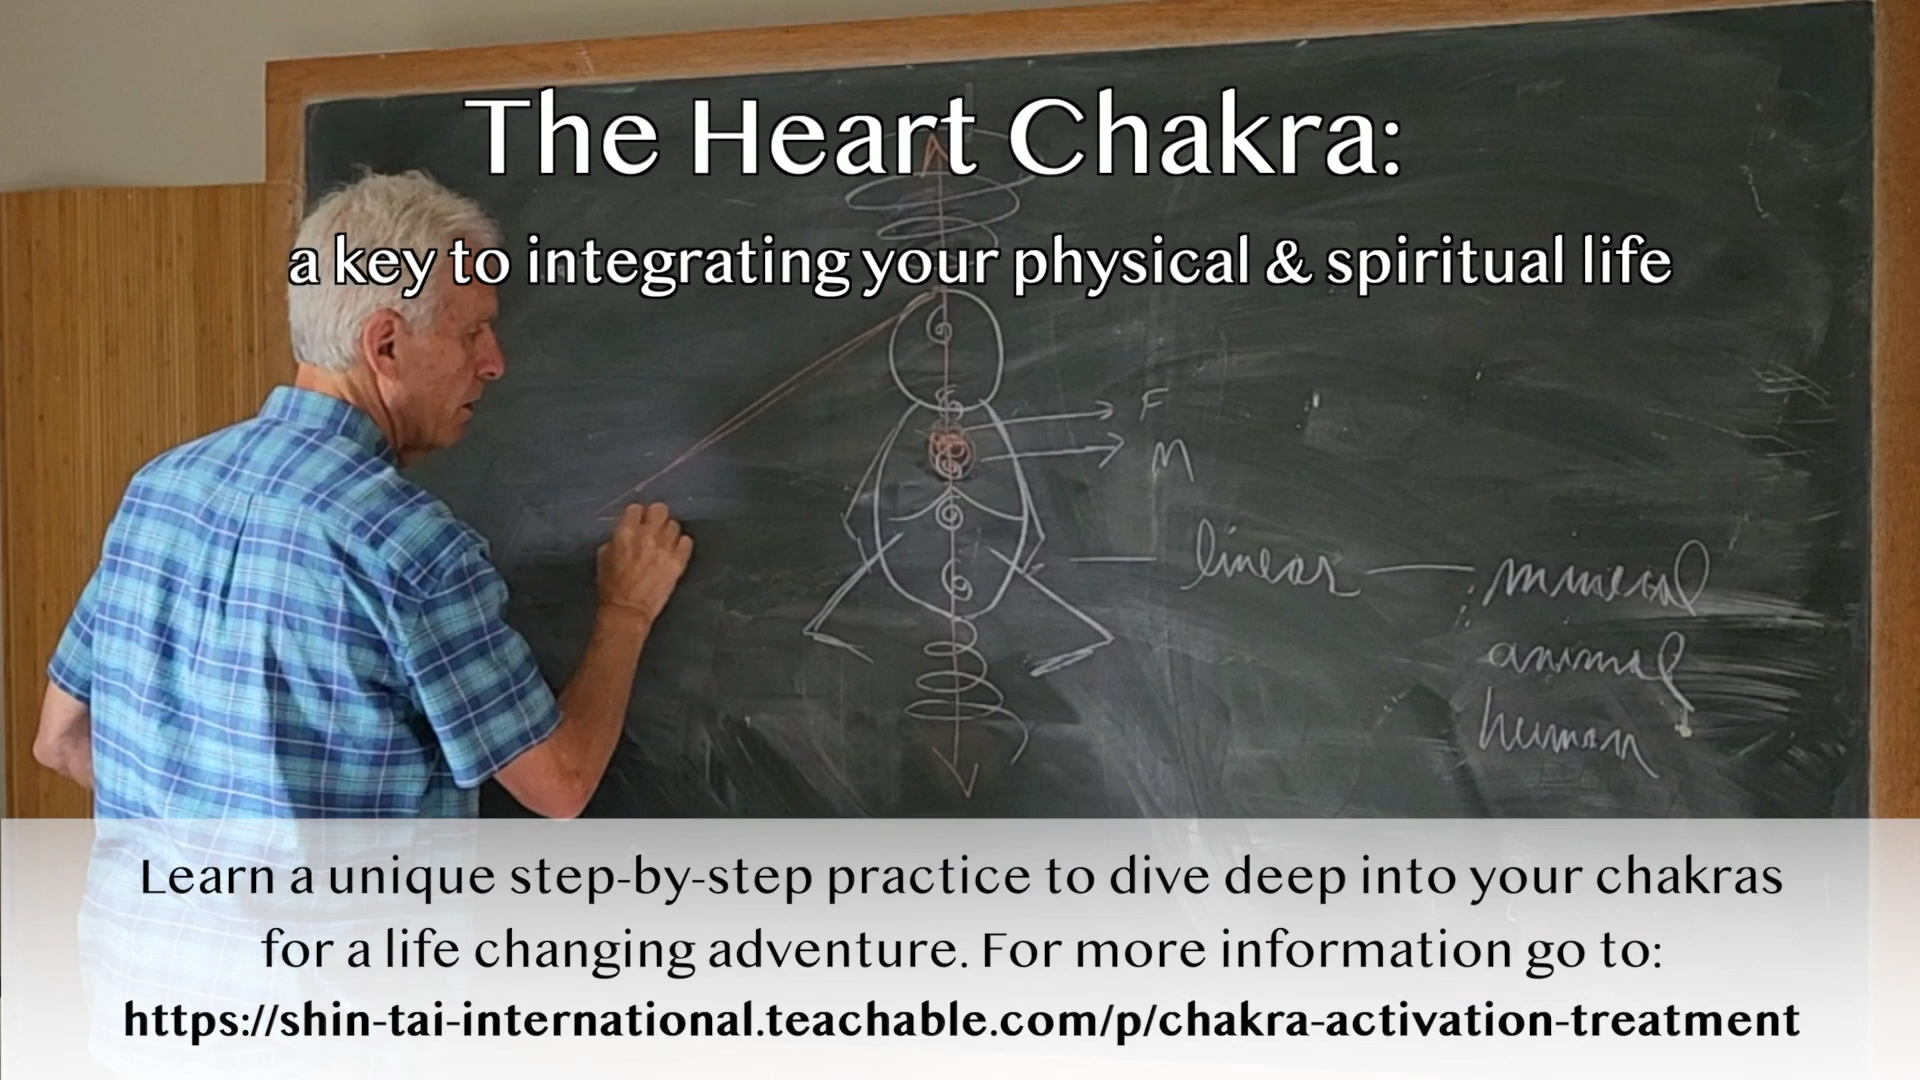 The Heart Chakra:
a key to integrating your physical & spiritual life
F
M
linear
mineral
animal
human
Learn a unique step-by-step practice to dive deep into your chakras
for a life changing adventure. For more information go to:
https://shin-tai-international.teachable.com/p/chakra-activation-treatment